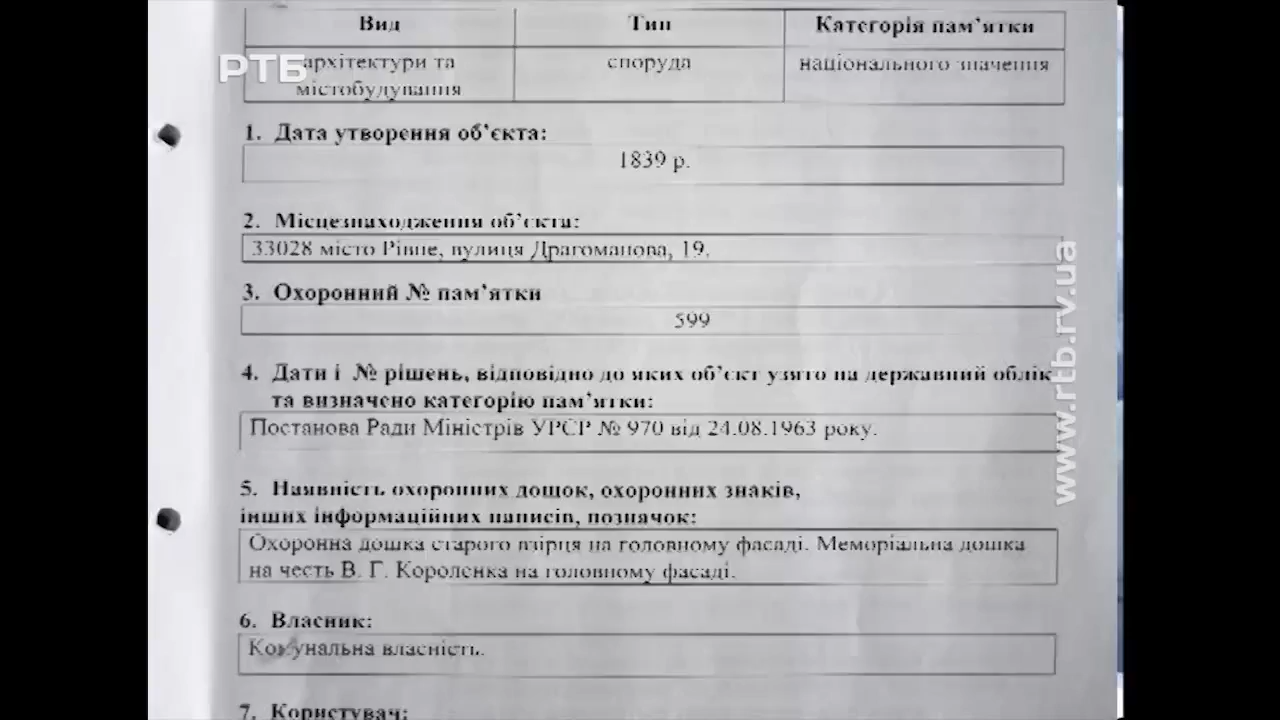 Вид Тип Категорія пам'ятки
РТБ
архітектури та споруда національного значення
містобудування
1. Дата утворення об'єкта:
1839 р.
2. Місцезнаходження об'єкта:
33028 місто Рівне, вулиця Драгоманова, 19.
3. Охоронний № пам'ятки
599
4. Дати і № рішень, відповідно до яких об'єкт узято на державний облік
та визначено категорію пам'ятки:
Постанова Ради Міністрів УРСР № 970 від 24.08.1963 року.
5. Наявність охоронних дощок, охоронних знаків,
інших інформаційних написів, позначок:
Охоронна дошка старого взірця на головному фасаді. Меморіальна дошка
на честь В. Г. Короленка на головному фасаді.
6. Власник:
Комунальна власність.
7. Користувач:
www.rtb.rv.ua